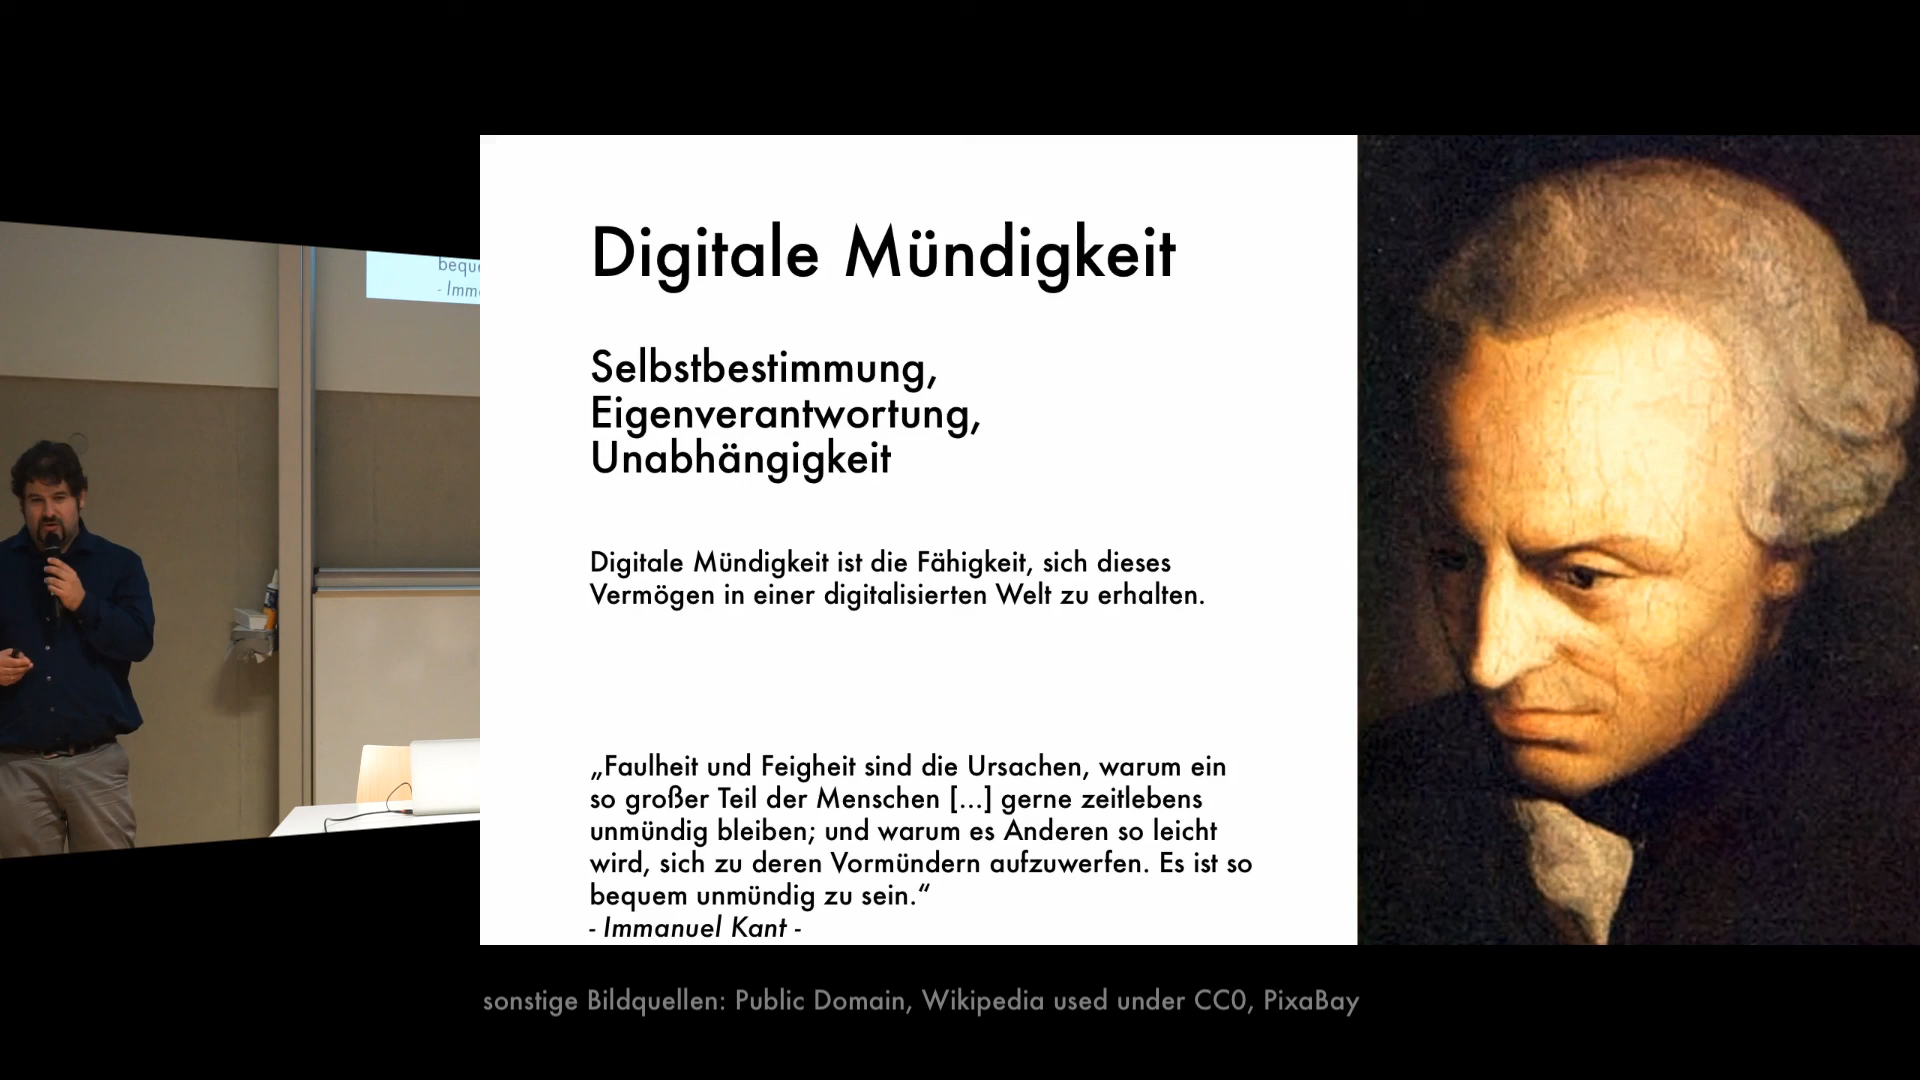 beque
- Imm
Digitale Mündigkeit
Selbstbestimmung,
Eigenverantwortung,
Unabhängigkeit
Digitale Mündigkeit ist die Fähigkeit, sich dieses
Vermögen in einer digitalisierten Welt zu erhalten.
„Faulheit und Feigheit sind die Ursachen, warum ein
so großer Teil der Menschen [...] gerne zeitlebens
unmündig bleiben; und warum es Anderen so leicht
wird, sich zu deren Vormündern aufzuwerfen. Es ist so
bequem unmündig zu sein.“
- Immanuel Kant -
sonstige Bildquellen: Public Domain, Wikipedia used under CC0, PixaBay